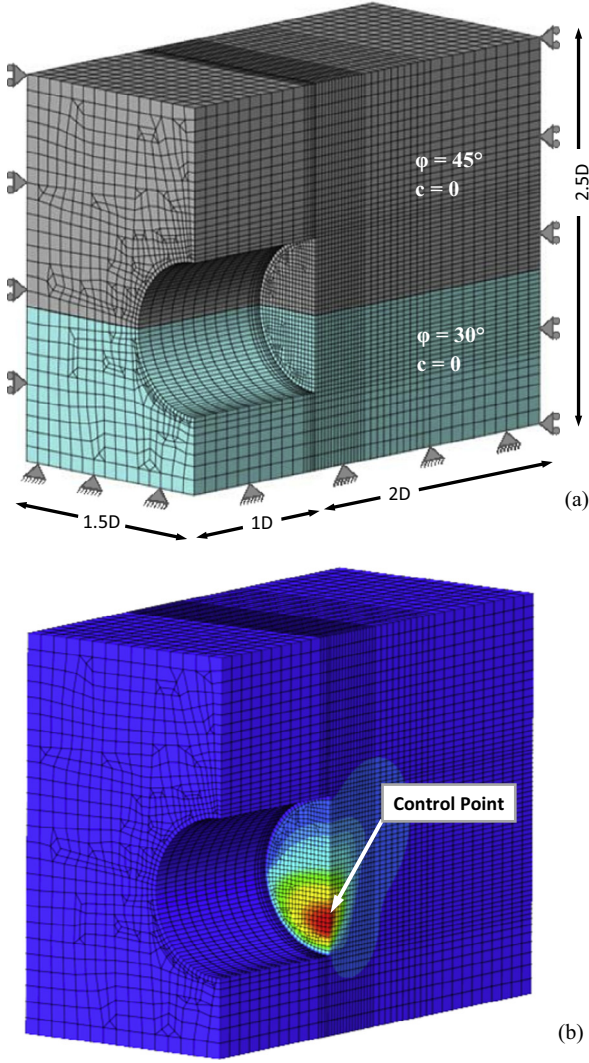 φ = 45°
c = 0
2.5D
φ = 30°
c = 0
2D
(a)
1.5D
1D
Control Point
(b)